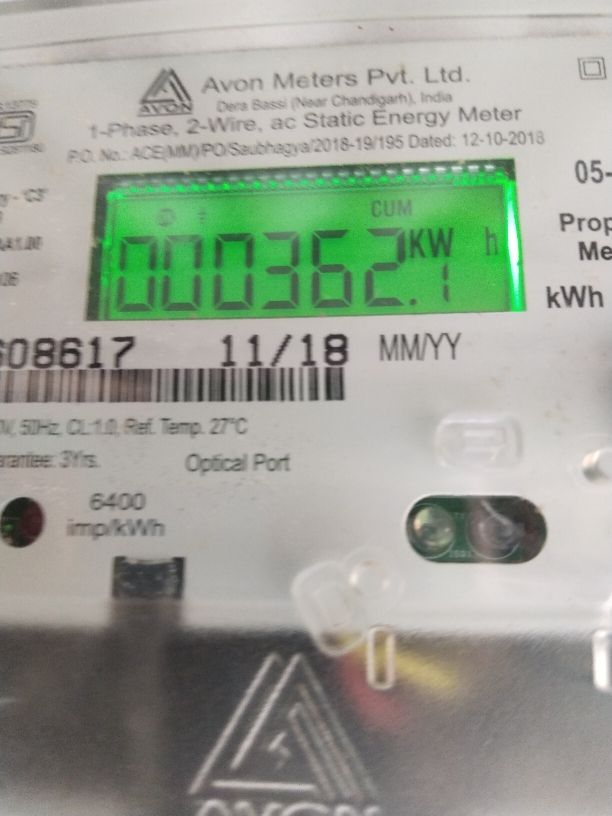 Avon Meters Pvt. Ltd.
AVON
Dera Bassi (Near Chandigarh), India
1-Phase, 2-Wire, ac Static Energy Meter
P.O. No.: ACE(MM)/PO/Saubhagya/2018-19/195 Dated: 12-10-2018
05-
CUM
000362.1 KW h
Prop
Me
kWh
608617 11/18 MM/YY
50Hz, CL:1.0, Ref. Temp. 27°C
3Yrs. Optical Port
6400
imp/kWh
AVON